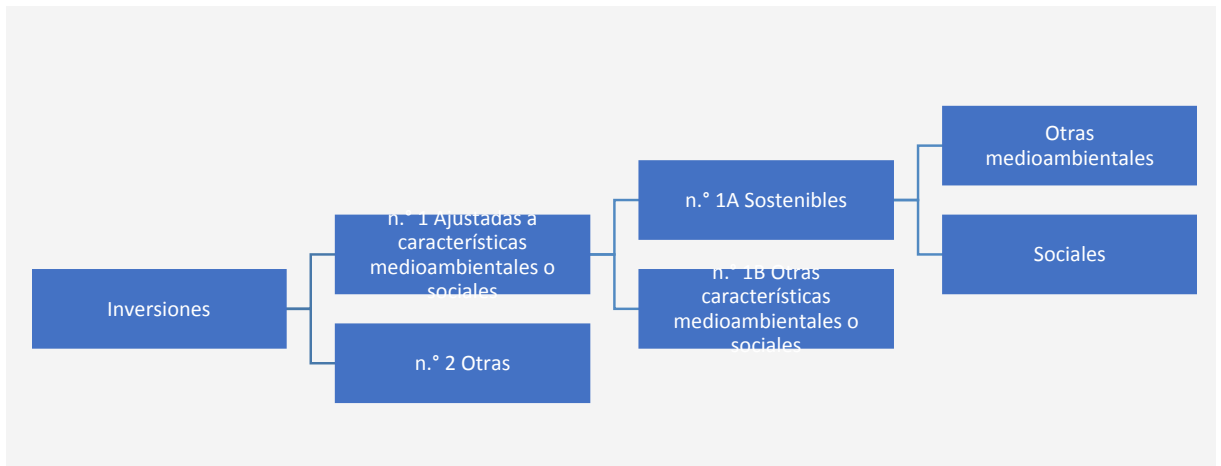 Inversiones
n.° 1 Ajustadas a
características
medioambientales o
sociales
n.° 2 Otras
n.° 1A Sostenibles
n.° 1B Otras
características
medioambientales o
sociales
Otras
medioambientales
Sociales